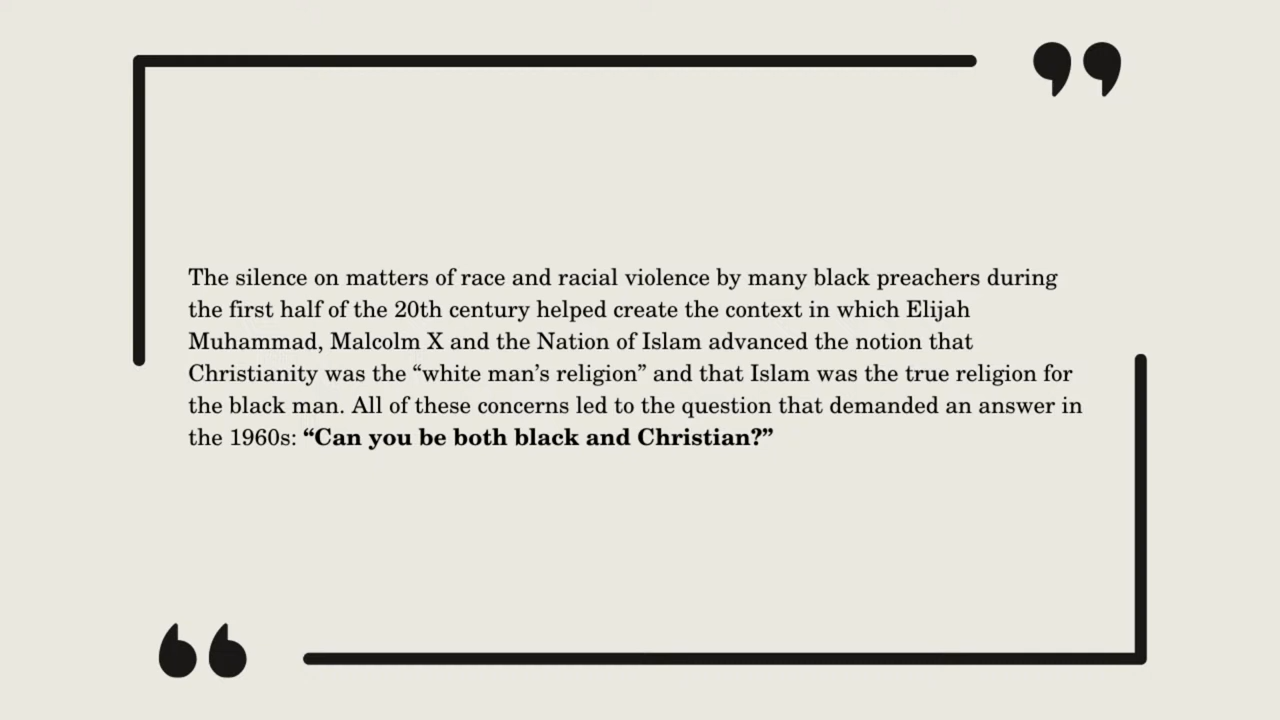 The silence on matters of race and racial violence by many black preachers during
the first half of the 20th century helped create the context in which Elijah
Muhammad, Malcolm X and the Nation of Islam advanced the notion that
Christianity was the “white man’s religion” and that Islam was the true religion for
the black man. All of these concerns led to the question that demanded an answer in
the 1960s: “Can you be both black and Christian?”